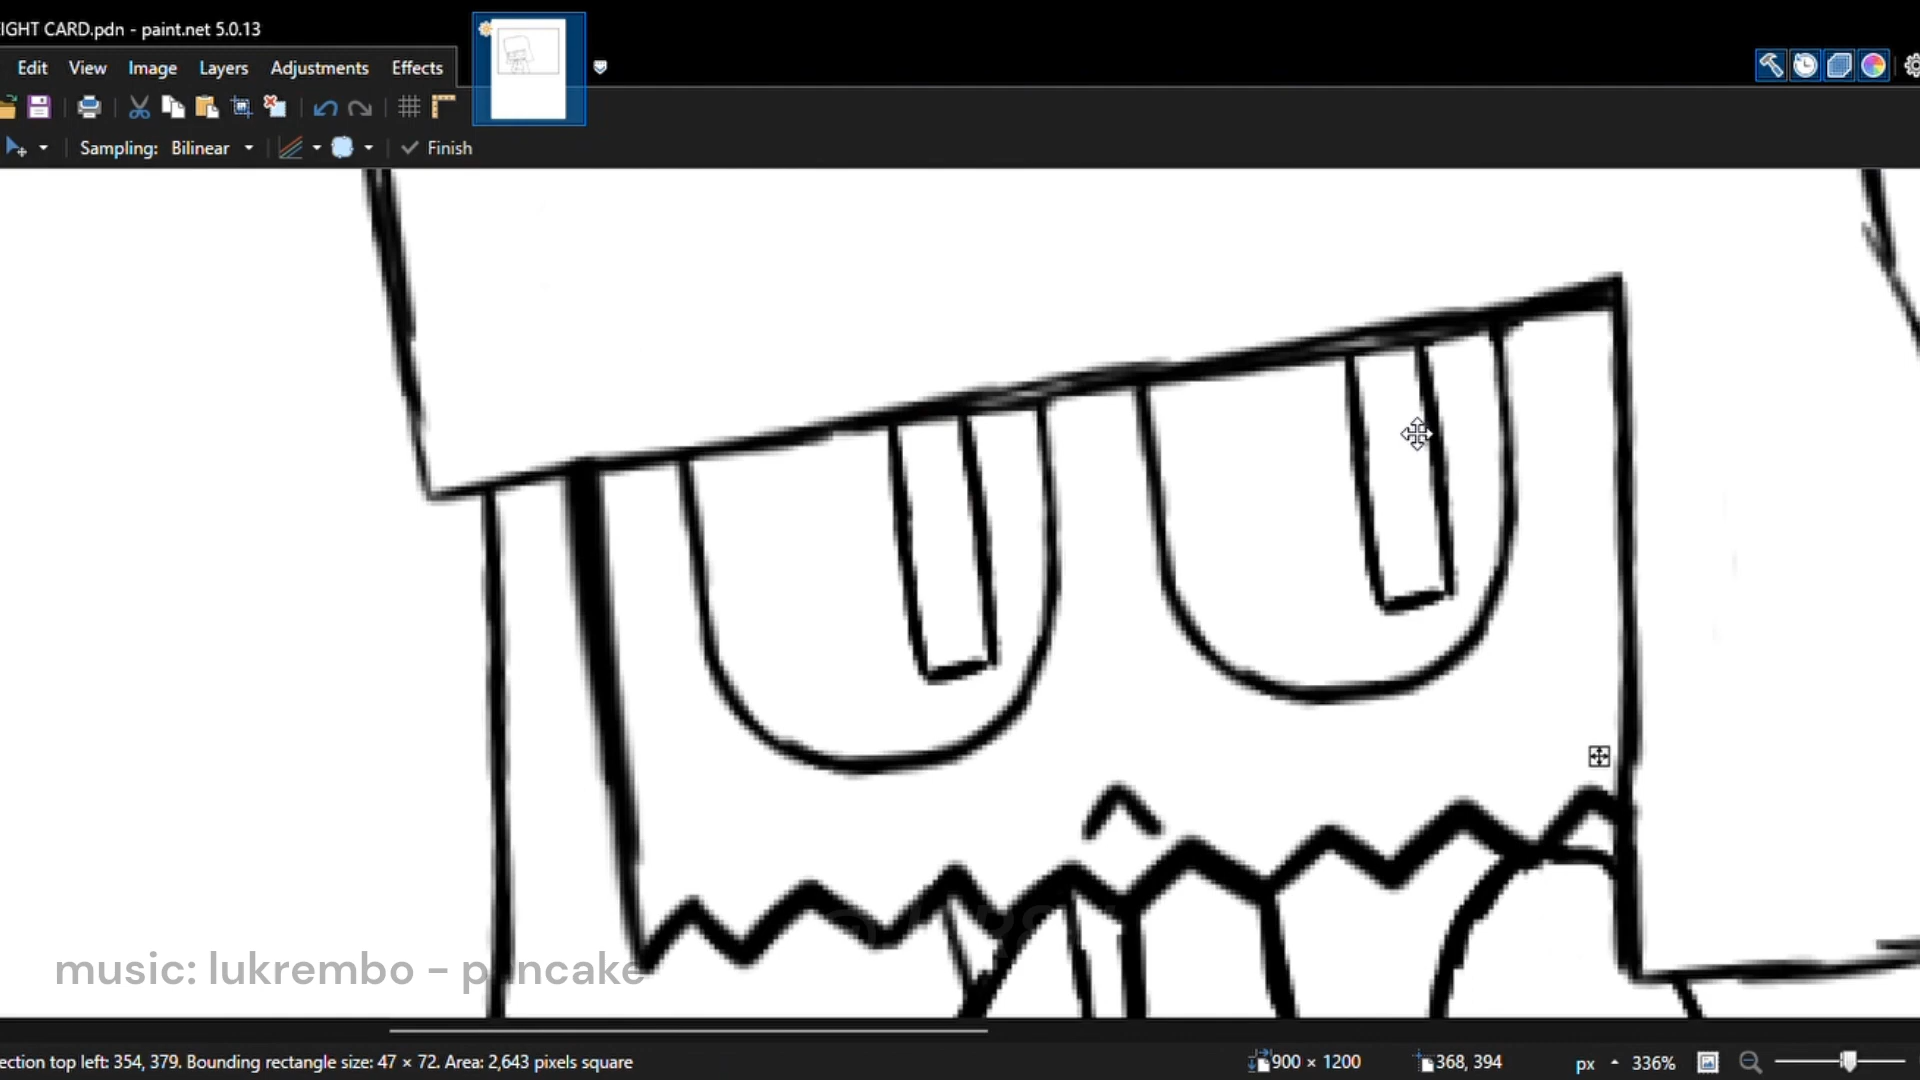 IGHT CARD.pdn - paint.net 5.0.13
Edit View Image Layers Adjustments Effects
Sampling: Bilinear Finish
music: lukrembo - pancake
ection top left: 354, 379. Bounding rectangle size: 47 × 72. Area: 2,643 pixels square
900 × 1200
368, 394
px
336%